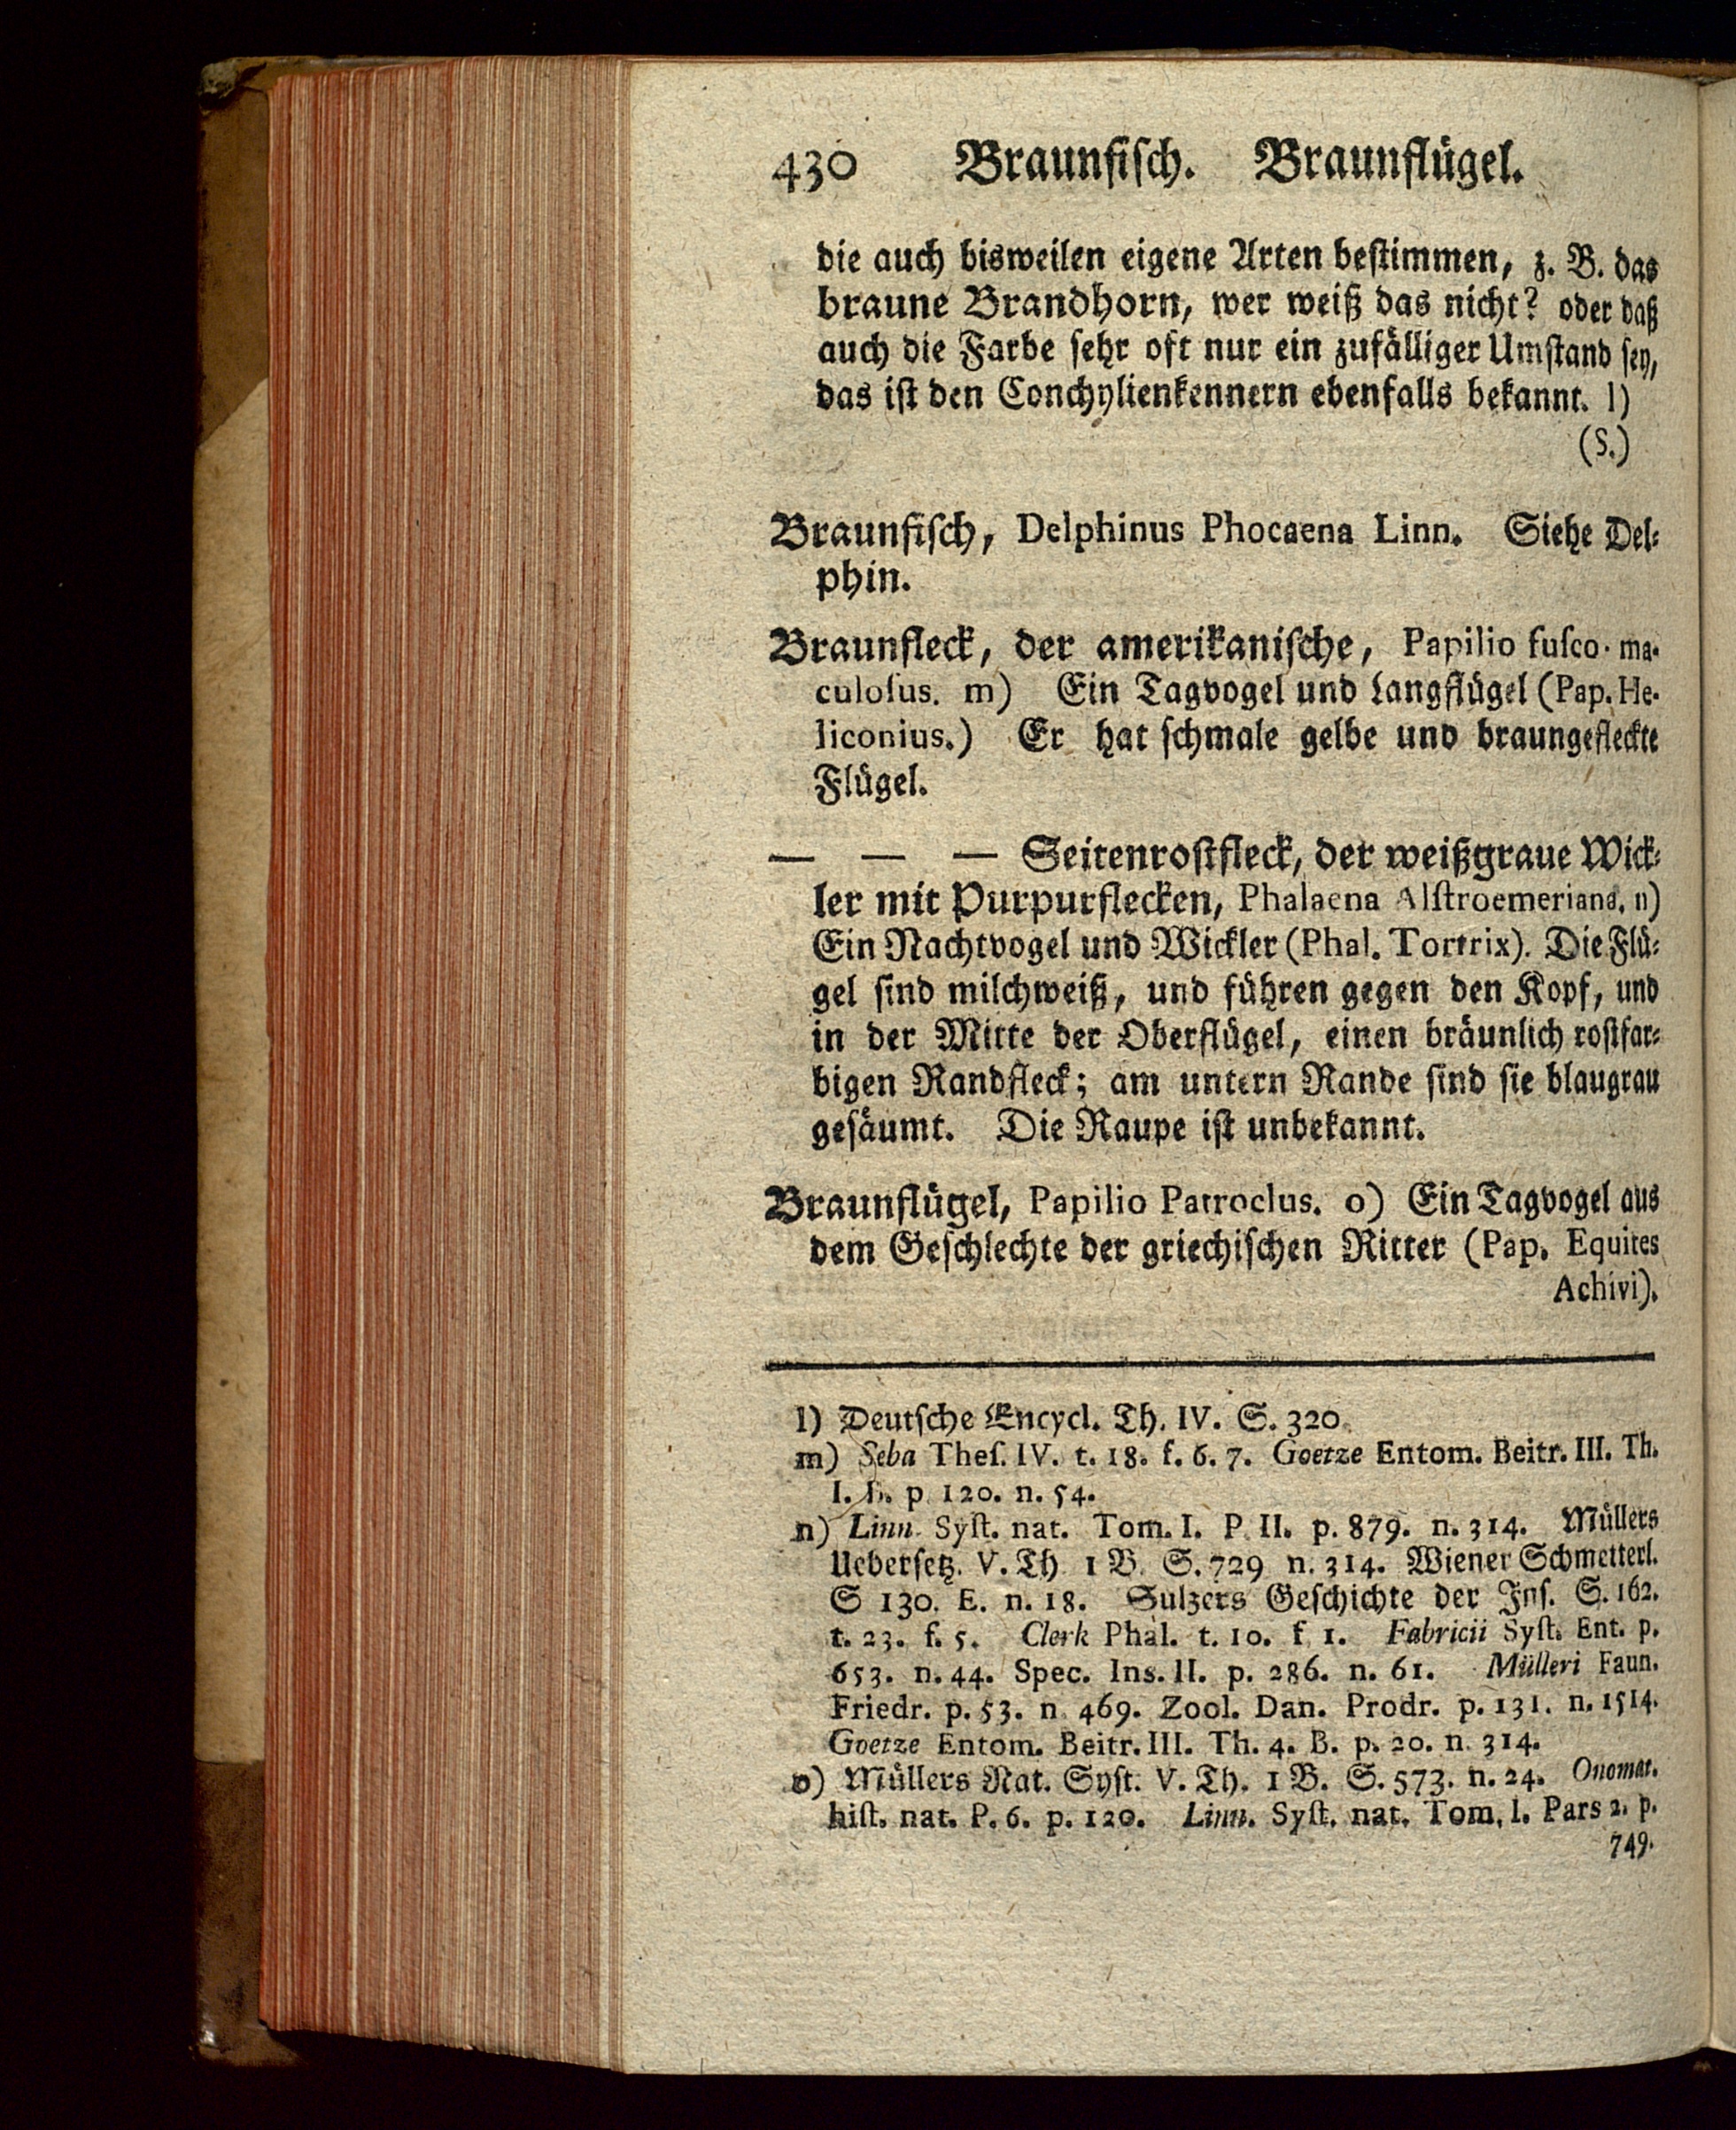 430 Braunfisch. Braunflügel.
die auch bisweilen eigene Arten bestimmen, z. B. das
braune Brandhorn, wer weiß das nicht? oder daß
auch die Farbe sehr oft nur ein zufälliger Umstand sey,
das ist den Conchylienkennern ebenfalls bekannt. l)
(S.)
Braunfisch, Delphinus Phocaena Linn. Siehe Del-
phin.
Braunfleck, der amerikanische, Papilio fusco-ma-
culosus. m) Ein Tagvogel und Langflügel (Pap. He-
liconius.) Er hat schmale gelbe und braungefleckte
Flügel.
— — — Seitenrostfleck, der weißgraue Wick-
ler mit Purpurflecken, Phalaena Alstroemeriana. n)
Ein Nachtvogel und Wickler (Phal. Tortrix). Die Flü-
gel sind milchweiß, und führen gegen den Kopf, und
in der Mitte der Oberflügel, einen bräunlich rostfar-
bigen Randfleck; am untern Rande sind sie blaugrau
gesäumt. Die Raupe ist unbekannt.
Braunflügel, Papilio Patroclus. o) Ein Tagvogel aus
dem Geschlechte der griechischen Ritter (Pap. Equites
Achivi).
l) Deutsche Encycl. Th. IV. S. 320.
m) Seba Thes. IV. t. 18. f. 6. 7. Goetze Entom. Beitr. III. Th.
I. B. p. 120. n. 54.
n) Linn. Syst. nat. Tom. I. P. II. p. 879. n. 314. Müllers
Uebersetz. V. Th 1 B. S. 729 n. 314. Wiener Schmetterl.
S 130. E. n. 18. Sulzers Geschichte der Ins. S. 162.
t. 23. f. 5. Clerk Phal. t. 10. f 1. Fabricii Syst. Ent. p.
653. n. 44. Spec. Ins. II. p. 286. n. 61. Mülleri Faun.
Friedr. p. 53. n. 469. Zool. Dan. Prodr. p. 131. n. 1514.
Goetze Entom. Beitr. III. Th. 4. B. p. 20. n. 314.
o) Müllers Nat. Syst. V. Th. 1 B. S. 573. n. 24. Onomat.
hist. nat. P. 6. p. 120. Linn. Syst. nat. Tom. I. Pars 2. p.
749.